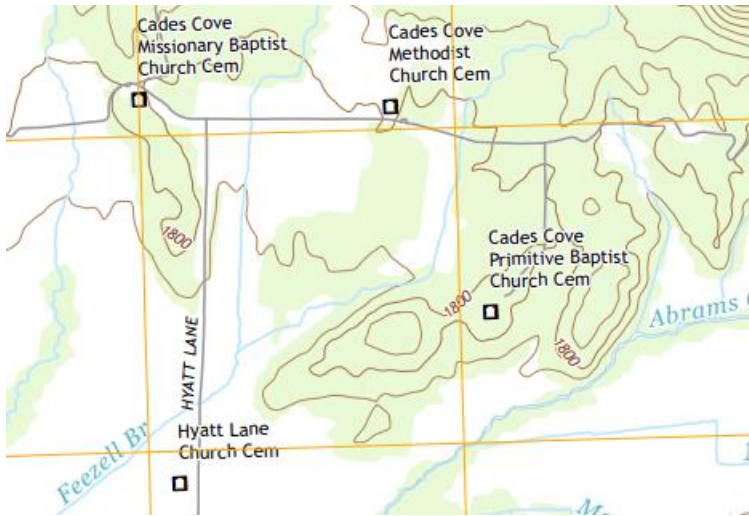 Cades Cove
Missionary Baptist
Church Cem
Cades Cove
Methodist
Church Cem
1800
Cades Cove
Primitive Baptist
Church Cem
1800
Abrams
1800
HYATT LANE
Hyatt Lane
Church Cem
Feezell Br